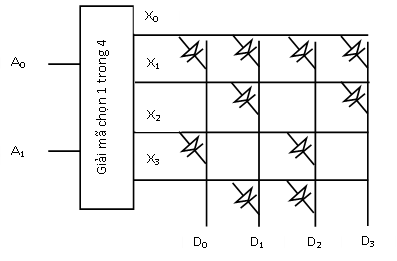 X₀
A₀
X₁
Giải mã chọn 1 trong 4
X₂
A₁
X₃
D₀ D₁ D₂ D₃